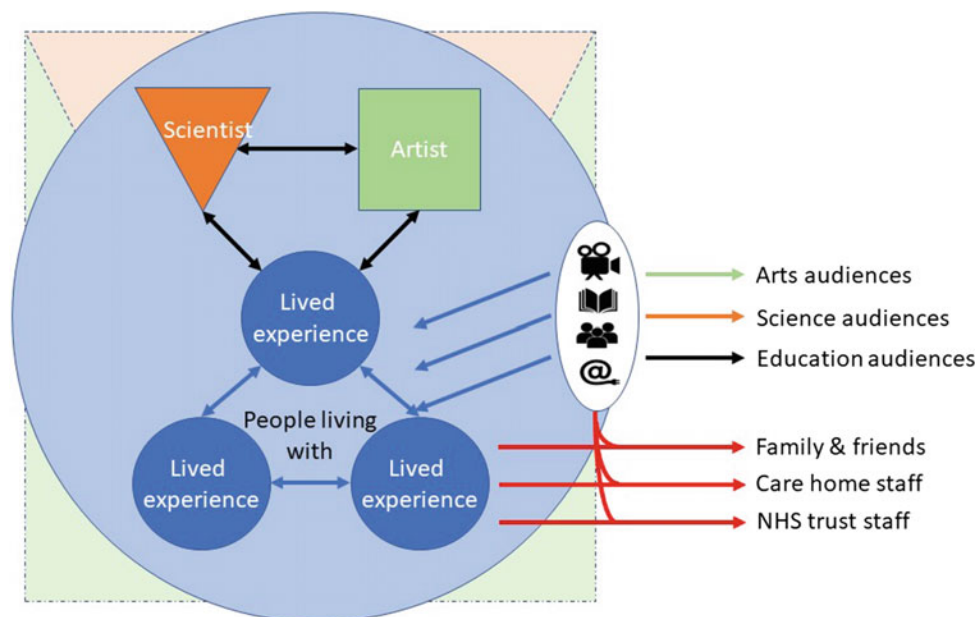 Scientist
Artist
Lived
experience
People living
with
Lived
experience
Lived
experience
@
Arts audiences
Science audiences
Education audiences
Family & friends
Care home staff
NHS trust staff